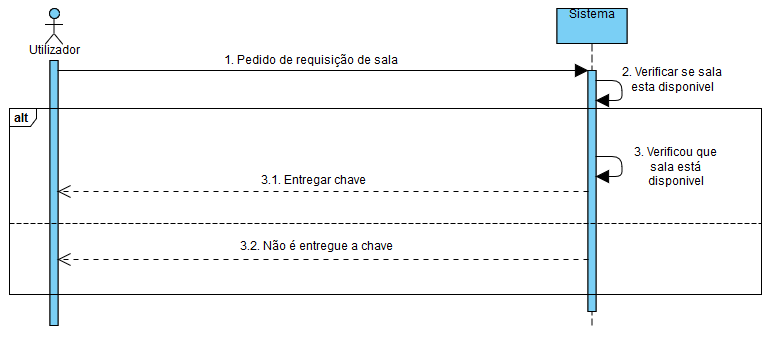 Sistema
Utilizador
1. Pedido de requisição de sala
2. Verificar se sala
esta disponivel
alt
3. Verificou que
sala está
disponível
3.1. Entregar chave
3.2. Não é entregue a chave